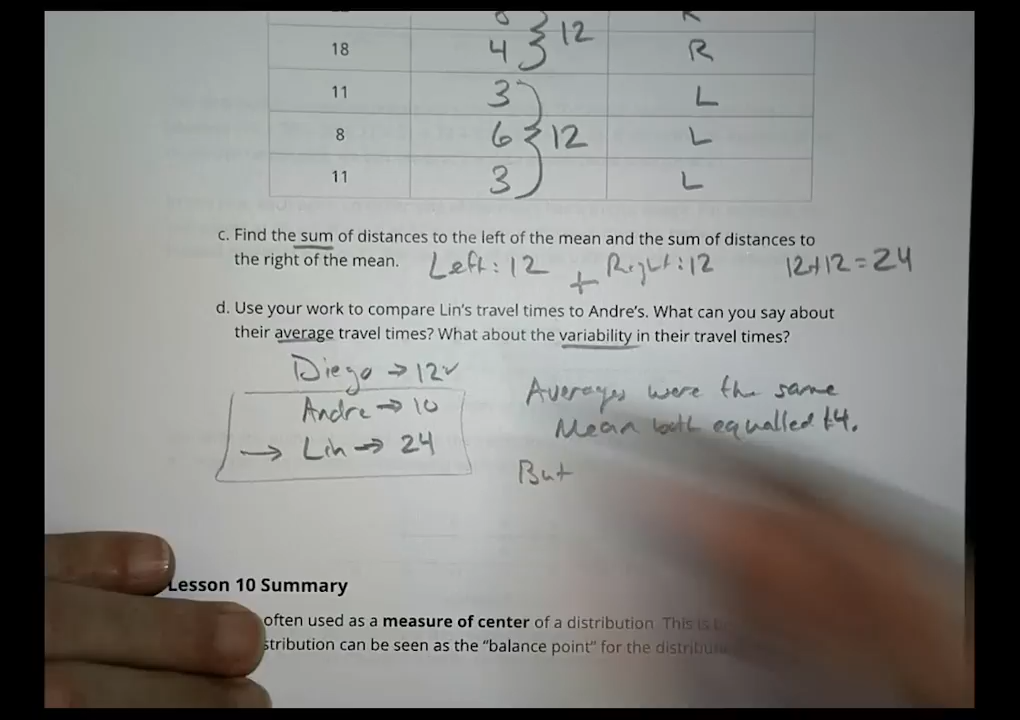 12
18 4 R
11 3 L
8 6 12 L
11 3 L
c. Find the sum of distances to the left of the mean and the sum of distances to
the right of the mean. Left: 12 + Right: 12 12+12=24
d. Use your work to compare Lin's travel times to Andre's. What can you say about
their average travel times? What about the variability in their travel times?
Diego → 12
Andre → 10
→ Lin → 24
Averages were the same
Mean both equalled 14.
But
Lesson 10 Summary
often used as a measure of center of a distribution. This is
stribution can be seen as the “balance point” for the